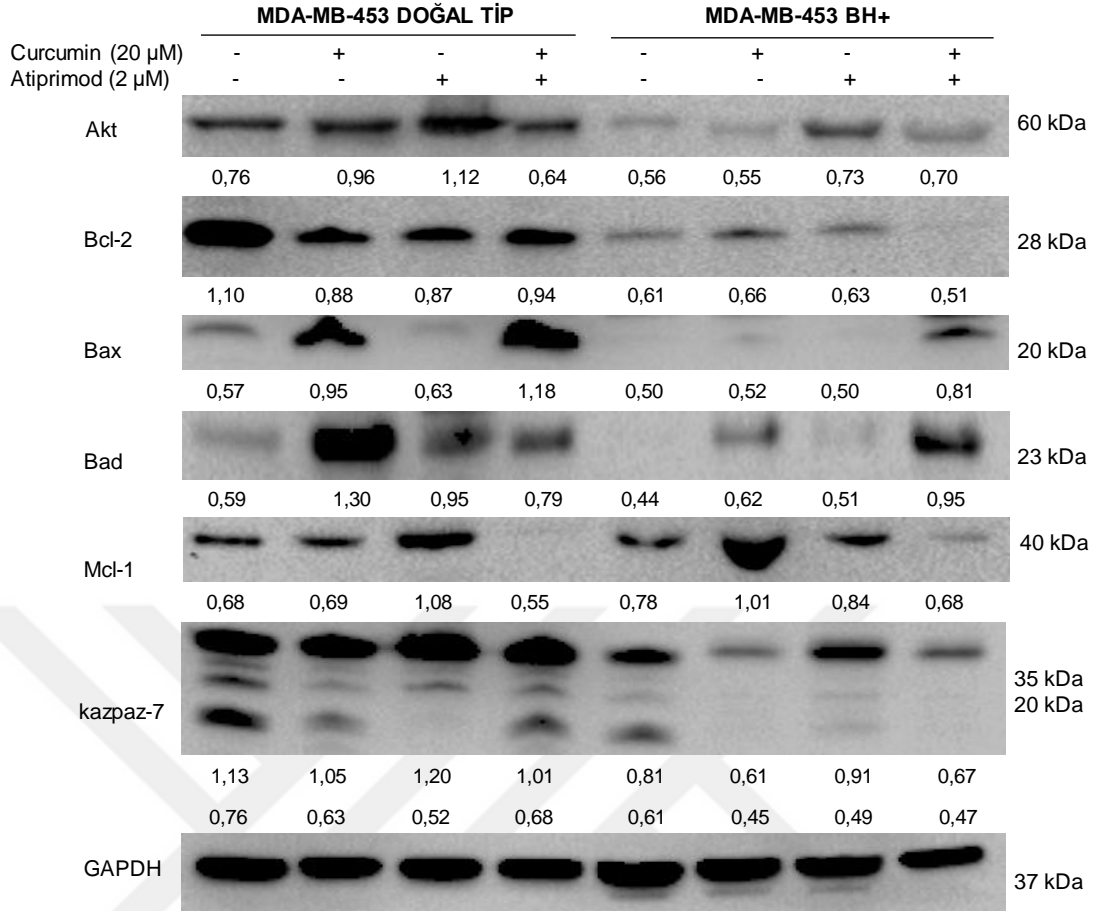 MDA-MB-453 DOĞAL TİP MDA-MB-453 BH+
Curcumin (20 µM) - + - + - + - +
Atiprimod (2 µM) - - + + - - + +
Akt 60 kDa
0,76 0,96 1,12 0,64 0,56 0,55 0,73 0,70
Bcl-2 28 kDa
1,10 0,88 0,87 0,94 0,61 0,66 0,63 0,51
Bax 20 kDa
0,57 0,95 0,63 1,18 0,50 0,52 0,50 0,81
Bad 23 kDa
0,59 1,30 0,95 0,79 0,44 0,62 0,51 0,95
Mcl-1 40 kDa
0,68 0,69 1,08 0,55 0,78 1,01 0,84 0,68
35 kDa
kazpaz-7 20 kDa
1,13 1,05 1,20 1,01 0,81 0,61 0,91 0,67
0,76 0,63 0,52 0,68 0,61 0,45 0,49 0,47
GAPDH 37 kDa